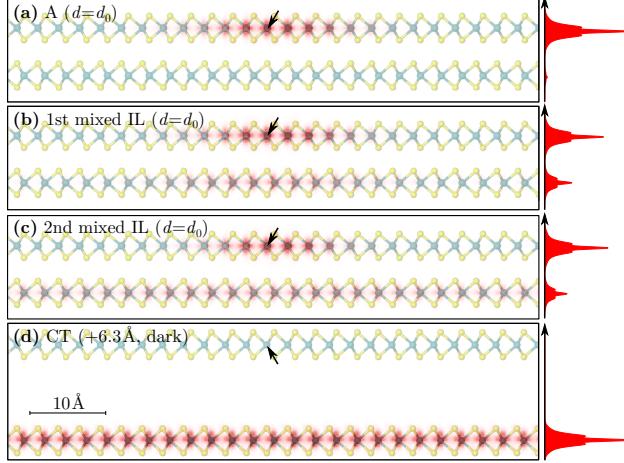 (a) A (d=d₀)
(b) 1st mixed IL (d=d₀)
(c) 2nd mixed IL (d=d₀)
(d) CT (+6.3Å, dark)
10Å